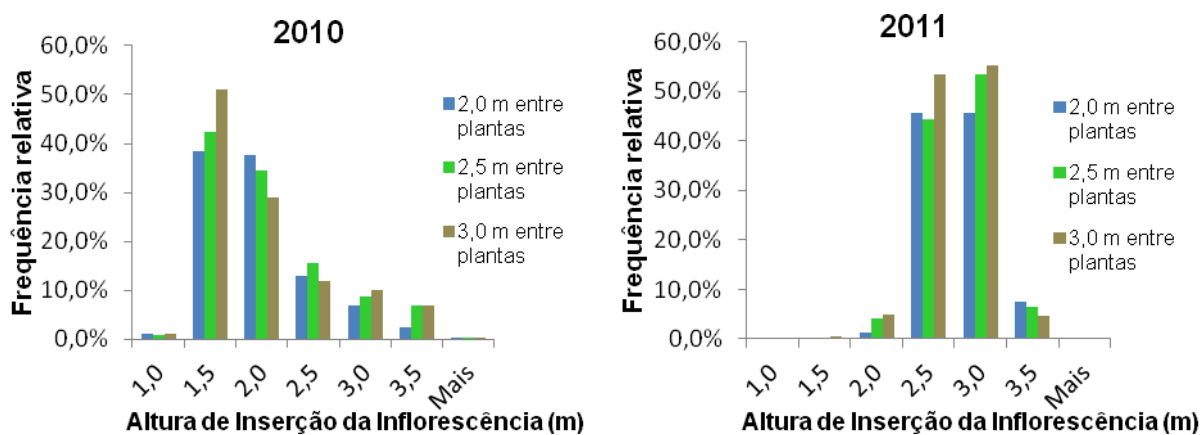 2010
Frequência relativa
60,0%
50,0%
40,0%
30,0%
20,0%
10,0%
0,0%
2,0 m entre
plantas
2,5 m entre
plantas
3,0 m entre
plantas
1,0
1,5
2,0
2,5
3,0
3,5
Mais
Altura de Inserção da Inflorescência (m)
2011
Frequência relativa
60,0%
50,0%
40,0%
30,0%
20,0%
10,0%
0,0%
2,0 m entre
plantas
2,5 m entre
plantas
3,0 m entre
plantas
1,0
1,5
2,0
2,5
3,0
3,5
Mais
Altura de Inserção da Inflorescência (m)